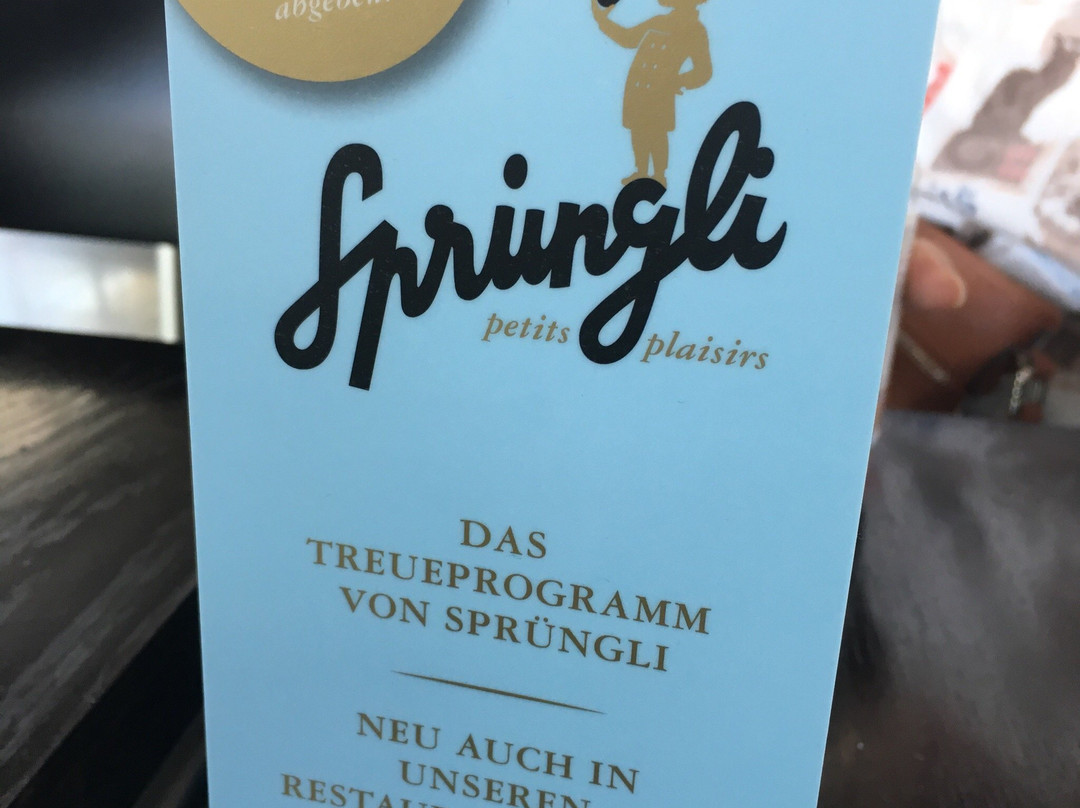 abgeben
Sprüngli
petits plaisirs
DAS
TREUEPROGRAMM
VON SPRÜNGLI
NEU AUCH IN
UNSEREN